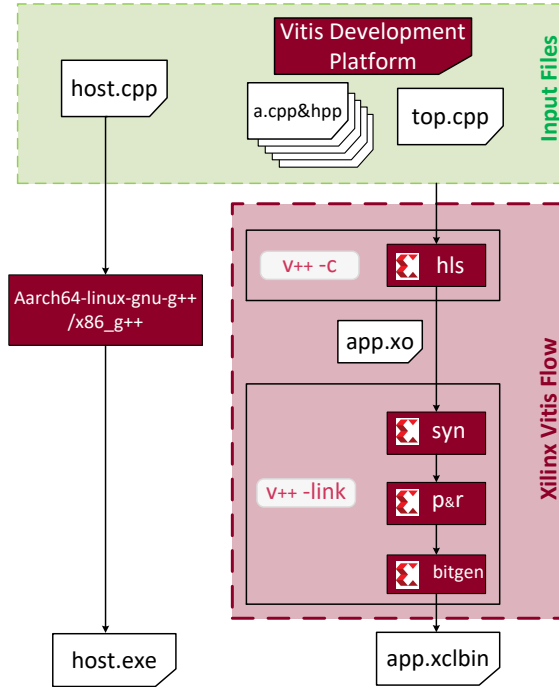 Vitis Development
Platform
host.cpp
a.cpp&hpp
top.cpp
Input Files
v++ -c
hls
Aarch64-linux-gnu-g++
/x86_g++
app.xo
syn
v++ -link
p&r
bitgen
Xilinx Vitis Flow
host.exe
app.xclbin